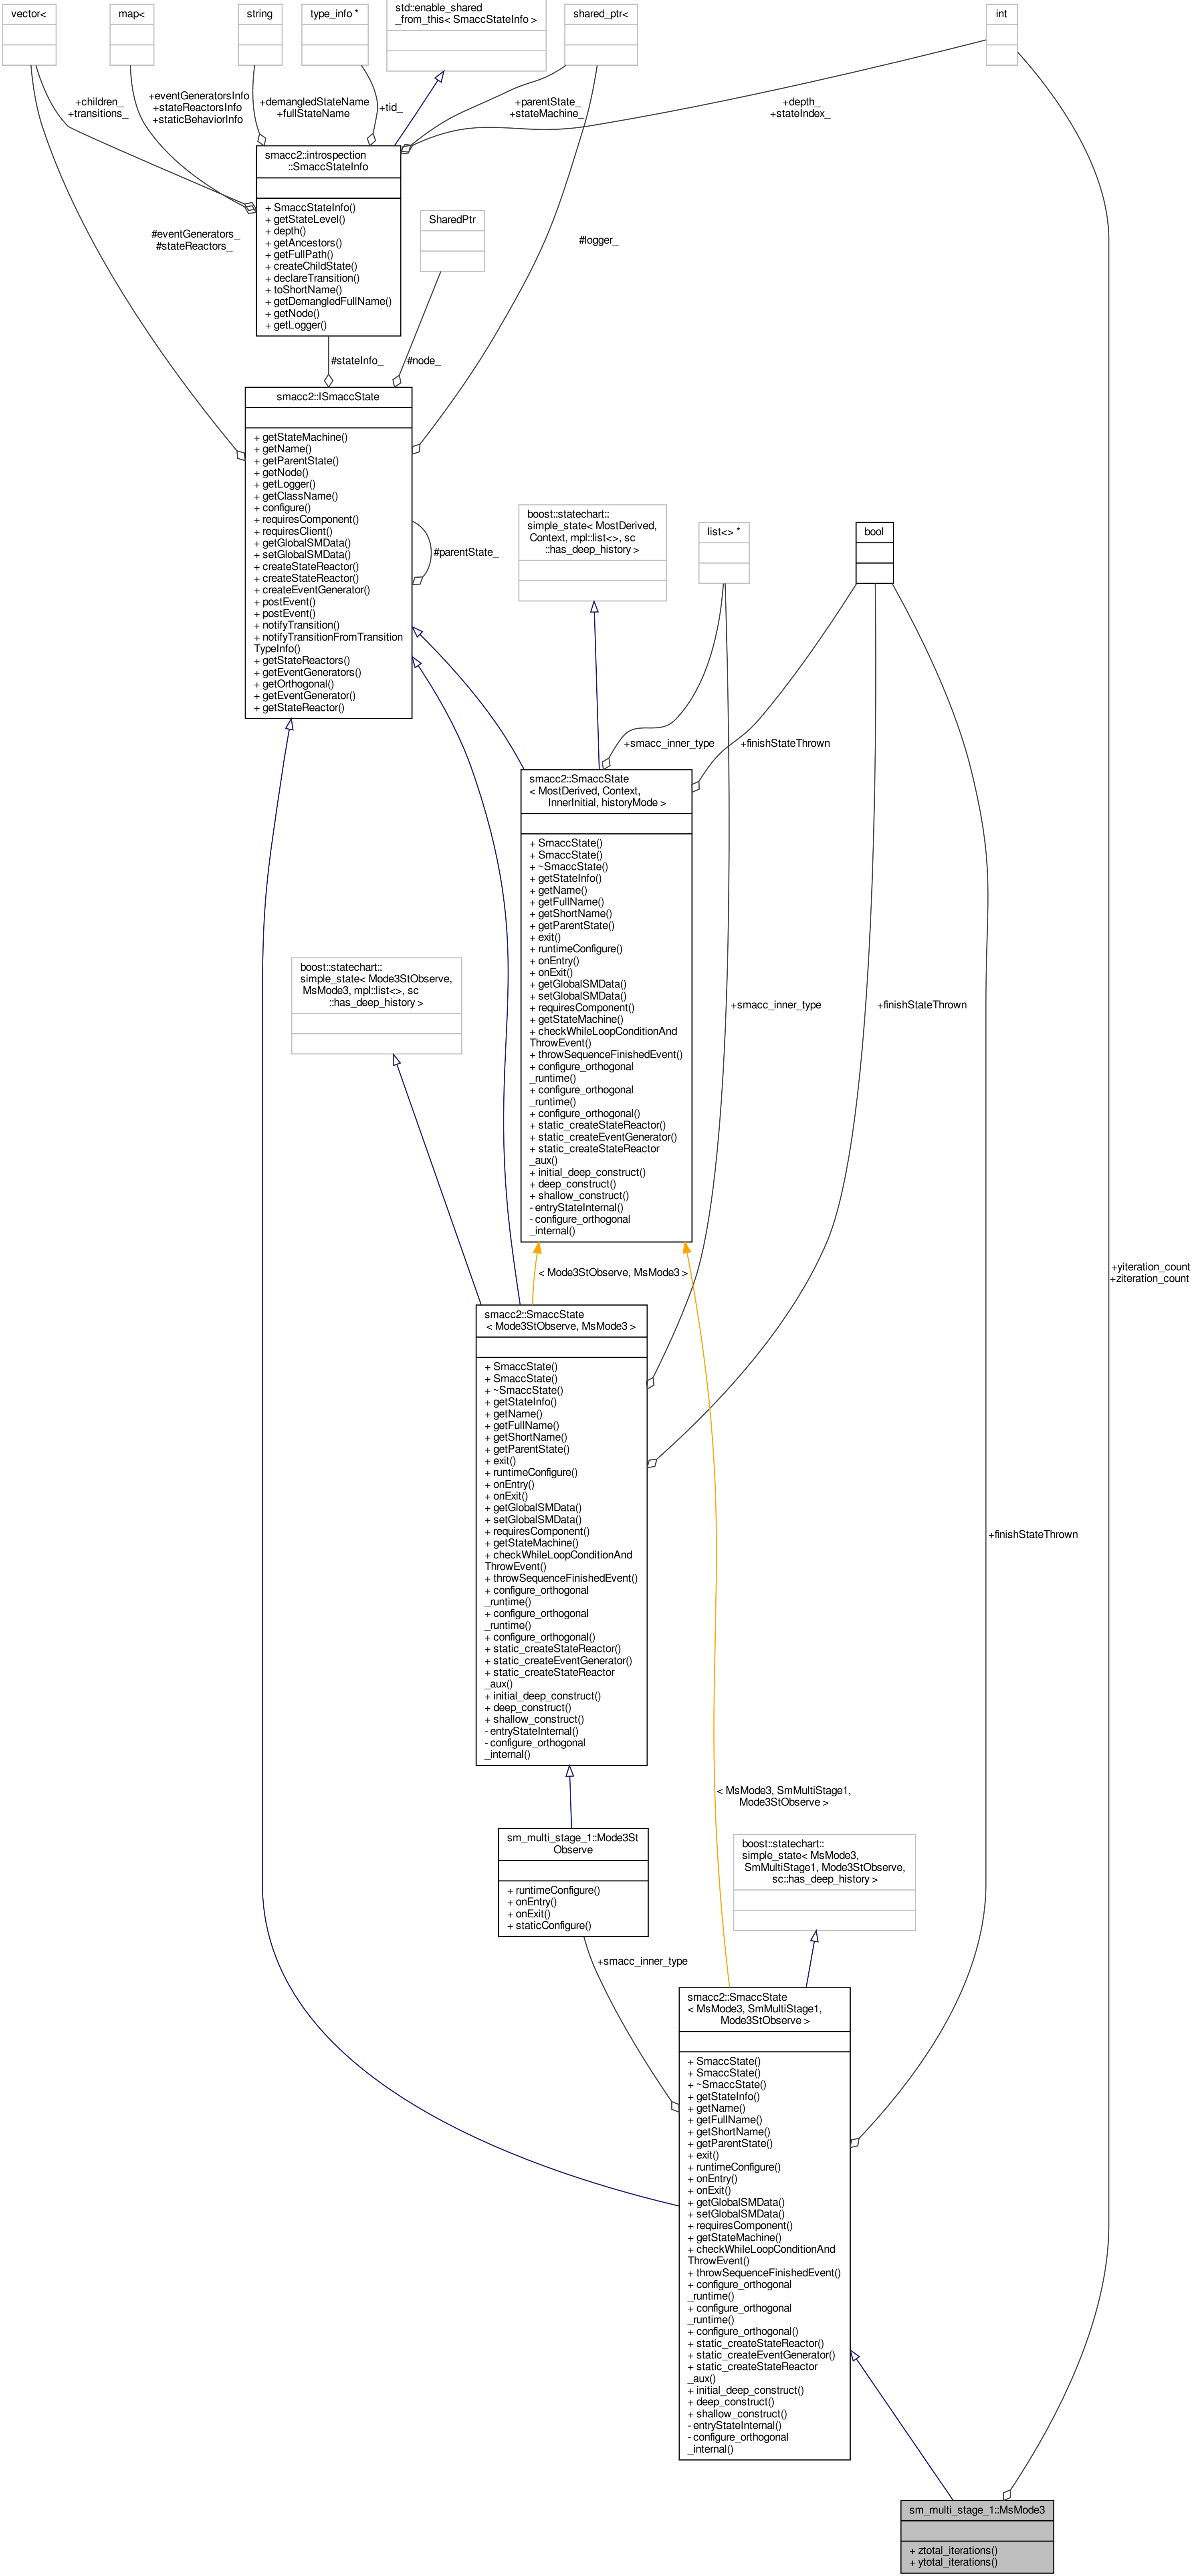 vector<
map<
string
type_info *
std::enable_shared
_from_this< SmaccStateInfo >
shared_ptr<
int
+children_
+transitions_
+eventGeneratorsInfo
+stateReactorsInfo
+staticBehaviorInfo
+demangledStateName
+fullStateName
+tid_
+parentState_
+stateMachine_
+depth_
+stateIndex_
smacc2::introspection
::SmaccStateInfo
+ SmaccStateInfo()
+ getStateLevel()
+ depth()
+ getAncestors()
+ getFullPath()
+ createChildState()
+ declareTransition()
+ toShortName()
+ getDemangledFullName()
+ getNode()
+ getLogger()
SharedPtr
#eventGenerators_
#stateReactors_
#logger_
#stateInfo_
#node_
smacc2::ISmaccState
+ getStateMachine()
+ getName()
+ getParentState()
+ getNode()
+ getLogger()
+ getClassName()
+ configure()
+ requiresComponent()
+ requiresClient()
+ getGlobalSMData()
+ setGlobalSMData()
+ createStateReactor()
+ createStateReactor()
+ createEventGenerator()
+ postEvent()
+ postEvent()
+ notifyTransition()
+ notifyTransitionFromTransition
TypeInfo()
+ getStateReactors()
+ getEventGenerators()
+ getOrthogonal()
+ getEventGenerator()
+ getStateReactor()
#parentState_
boost::statechart::
simple_state< MostDerived,
Context, mpl::list<>, sc
::has_deep_history >
list<> *
bool
+smacc_inner_type
+finishStateThrown
smacc2::SmaccState
< MostDerived, Context,
InnerInitial, historyMode >
+ SmaccState()
+ SmaccState()
+ ~SmaccState()
+ getStateInfo()
+ getName()
+ getFullName()
+ getShortName()
+ getParentState()
+ exit()
+ runtimeConfigure()
+ onEntry()
+ onExit()
+ getGlobalSMData()
+ setGlobalSMData()
+ requiresComponent()
+ getStateMachine()
+ checkWhileLoopConditionAnd
ThrowEvent()
+ throwSequenceFinishedEvent()
+ configure_orthogonal
_runtime()
+ configure_orthogonal
_runtime()
+ configure_orthogonal()
+ static_createStateReactor()
+ static_createEventGenerator()
+ static_createStateReactor
_aux()
+ initial_deep_construct()
+ deep_construct()
+ shallow_construct()
- entryStateInternal()
- configure_orthogonal
_internal()
boost::statechart::
simple_state< Mode3StObserve,
MsMode3, mpl::list<>, sc
::has_deep_history >
+smacc_inner_type
+finishStateThrown
+yiteration_count
+ziteration_count
< Mode3StObserve, MsMode3 >
smacc2::SmaccState
< Mode3StObserve, MsMode3 >
+ SmaccState()
+ SmaccState()
+ ~SmaccState()
+ getStateInfo()
+ getName()
+ getFullName()
+ getShortName()
+ getParentState()
+ exit()
+ runtimeConfigure()
+ onEntry()
+ onExit()
+ getGlobalSMData()
+ setGlobalSMData()
+ requiresComponent()
+ getStateMachine()
+ checkWhileLoopConditionAnd
ThrowEvent()
+ throwSequenceFinishedEvent()
+ configure_orthogonal
_runtime()
+ configure_orthogonal
_runtime()
+ configure_orthogonal()
+ static_createStateReactor()
+ static_createEventGenerator()
+ static_createStateReactor
_aux()
+ initial_deep_construct()
+ deep_construct()
+ shallow_construct()
- entryStateInternal()
- configure_orthogonal
_internal()
+finishStateThrown
< MsMode3, SmMultiStage1,
Mode3StObserve >
sm_multi_stage_1::Mode3St
Observe
+ runtimeConfigure()
+ onEntry()
+ onExit()
+ staticConfigure()
boost::statechart::
simple_state< MsMode3,
SmMultiStage1, Mode3StObserve,
sc::has_deep_history >
+smacc_inner_type
smacc2::SmaccState
< MsMode3, SmMultiStage1,
Mode3StObserve >
+ SmaccState()
+ SmaccState()
+ ~SmaccState()
+ getStateInfo()
+ getName()
+ getFullName()
+ getShortName()
+ getParentState()
+ exit()
+ runtimeConfigure()
+ onEntry()
+ onExit()
+ getGlobalSMData()
+ setGlobalSMData()
+ requiresComponent()
+ getStateMachine()
+ checkWhileLoopConditionAnd
ThrowEvent()
+ throwSequenceFinishedEvent()
+ configure_orthogonal
_runtime()
+ configure_orthogonal
_runtime()
+ configure_orthogonal()
+ static_createStateReactor()
+ static_createEventGenerator()
+ static_createStateReactor
_aux()
+ initial_deep_construct()
+ deep_construct()
+ shallow_construct()
- entryStateInternal()
- configure_orthogonal
_internal()
sm_multi_stage_1::MsMode3
+ ztotal_iterations()
+ ytotal_iterations()